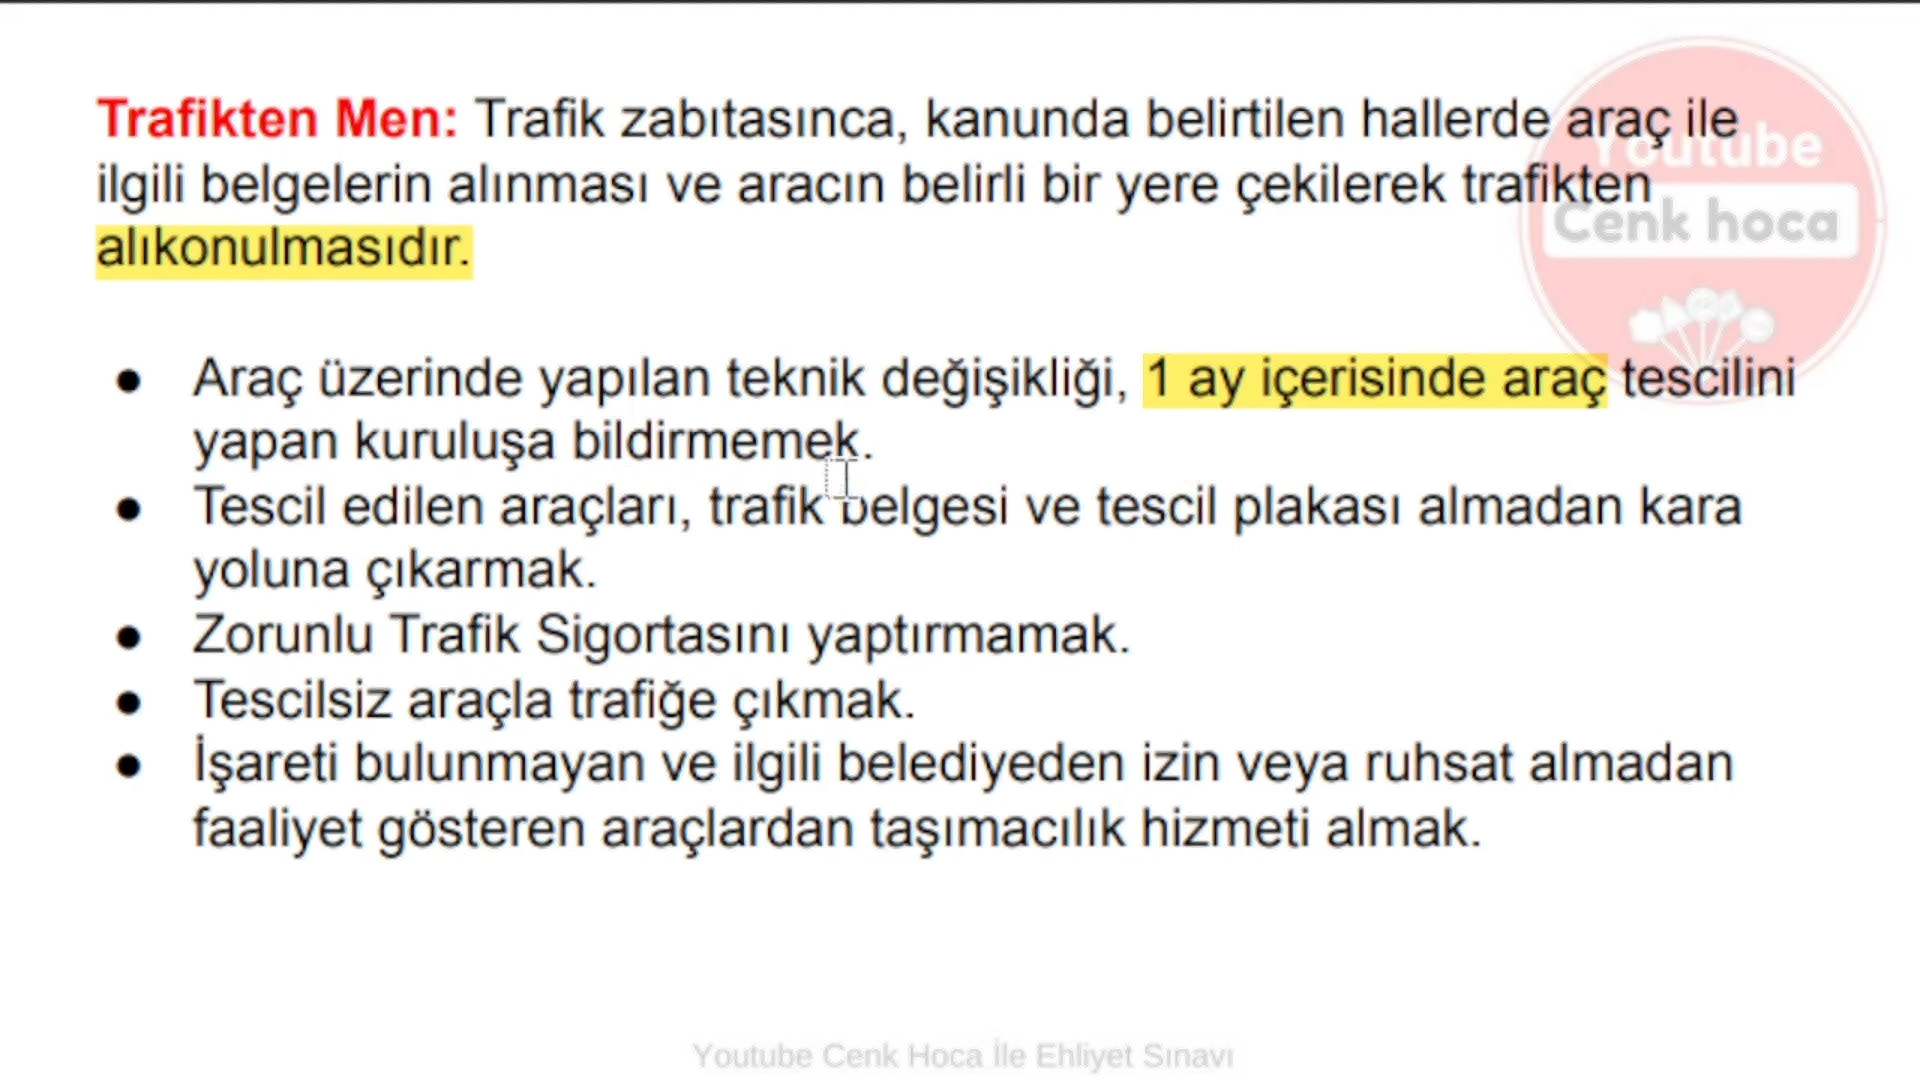 Trafikten Men: Trafik zabıtasınca, kanunda belirtilen hallerde araç ile
ilgili belgelerin alınması ve aracın belirli bir yere çekilerek trafikten
alıkonulmasıdır.
Youtube
Cenk hoca
● Araç üzerinde yapılan teknik değişikliği, 1 ay içerisinde araç tescilini
yapan kuruluşa bildirmemek.
● Tescil edilen araçları, trafik belgesi ve tescil plakası almadan kara
yoluna çıkarmak.
● Zorunlu Trafik Sigortasını yaptırmamak.
● Tescilsiz araçla trafiğe çıkmak.
● İşareti bulunmayan ve ilgili belediyeden izin veya ruhsat almadan
faaliyet gösteren araçlardan taşımacılık hizmeti almak.
Youtube Cenk Hoca İle Ehliyet Sınavı